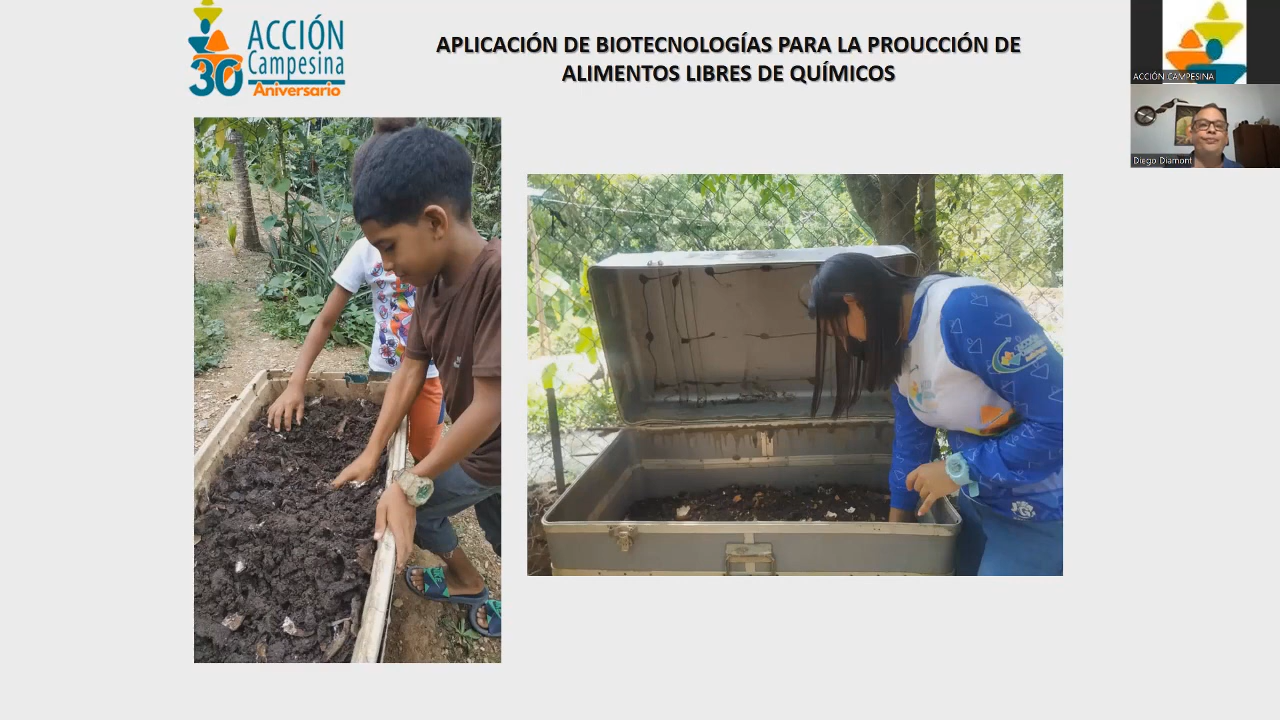 ACCIÓN
Campesina
30
Aniversario
APLICACIÓN DE BIOTECNOLOGÍAS PARA LA PROUCCIÓN DE
ALIMENTOS LIBRES DE QUÍMICOS
ACCIÓN CAMPESINA
Diego Diamont